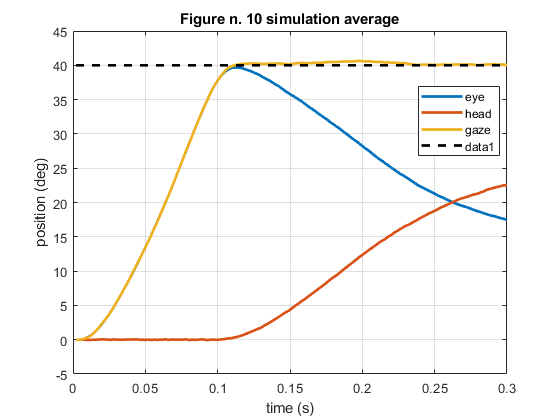 Figure n. 10 simulation average
45
40
35
30
25
20
15
10
5
0
-5
position (deg)
eye
head
gaze
data1
0 0.05 0.1 0.15 0.2 0.25 0.3
time (s)